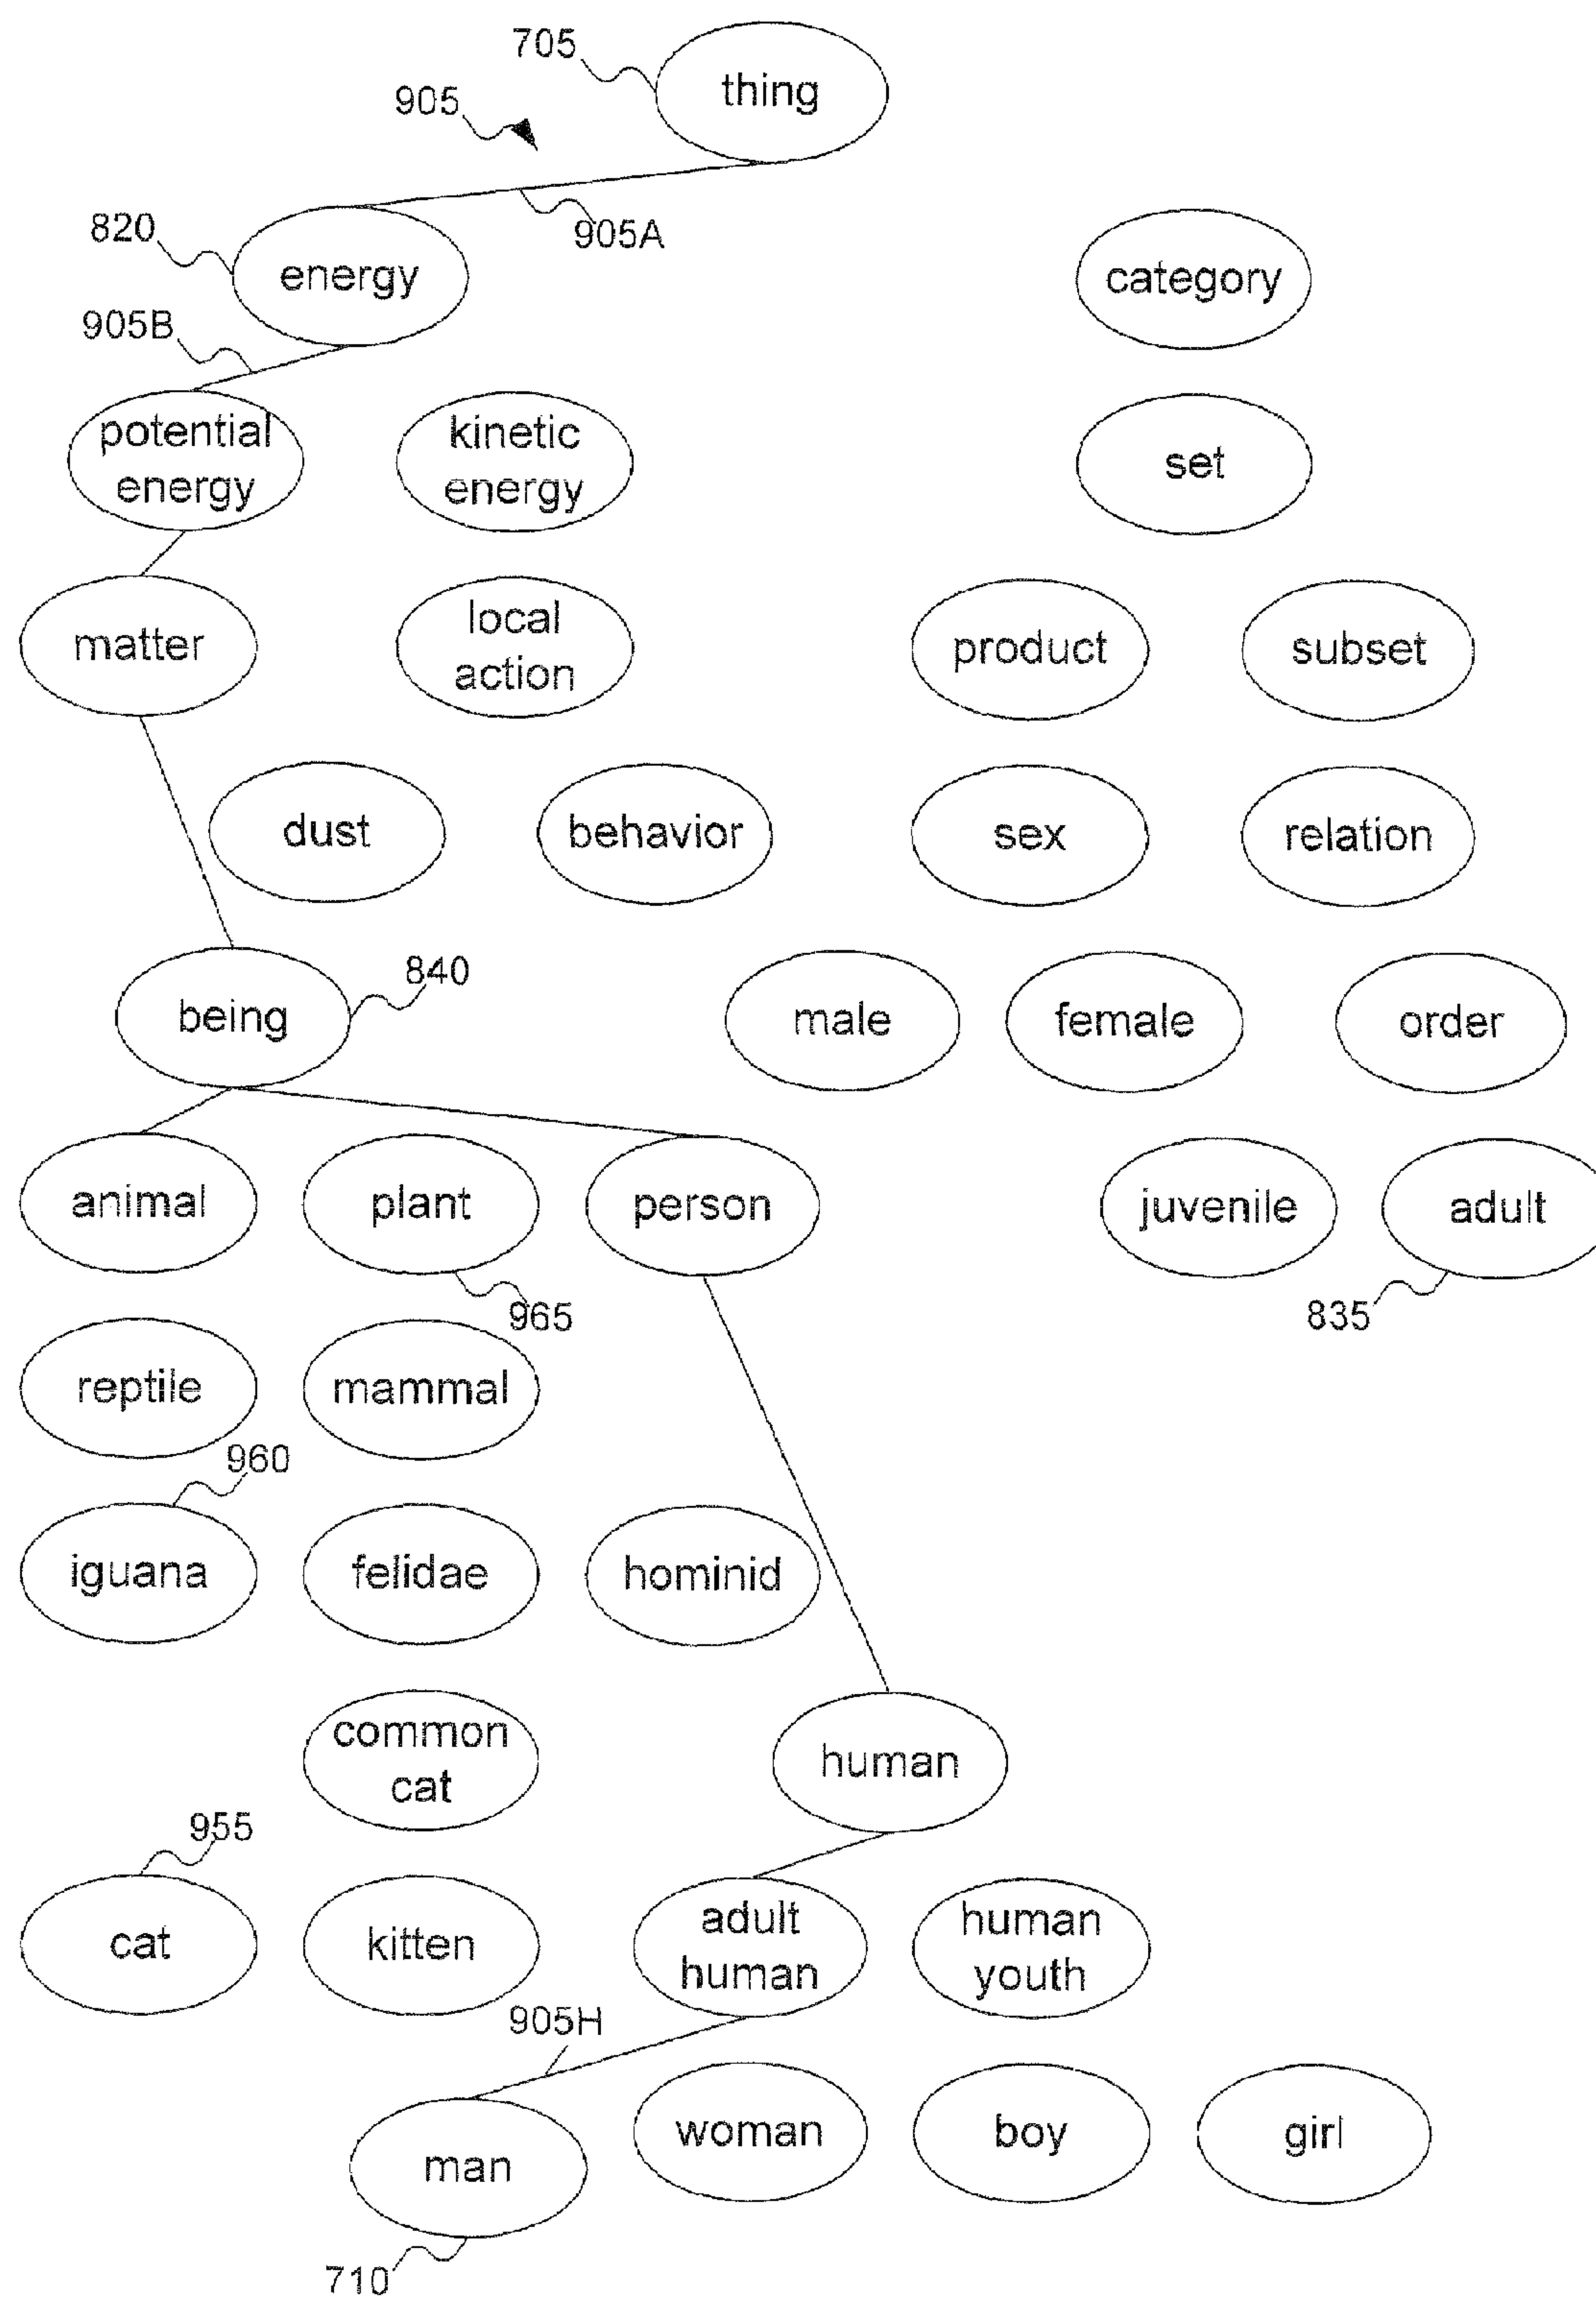 705
thing
905
905A
820
energy
category
905B
potential
energy
kinetic
energy
set
matter
local
action
product
subset
dust
behavior
sex
relation
being
840
male
female
order
animal
plant
person
juvenile
adult
965
835
reptile
mammal
960
iguana
felidae
hominid
common
cat
human
955
cat
kitten
adult
human
human
youth
905H
man
woman
boy
girl
710